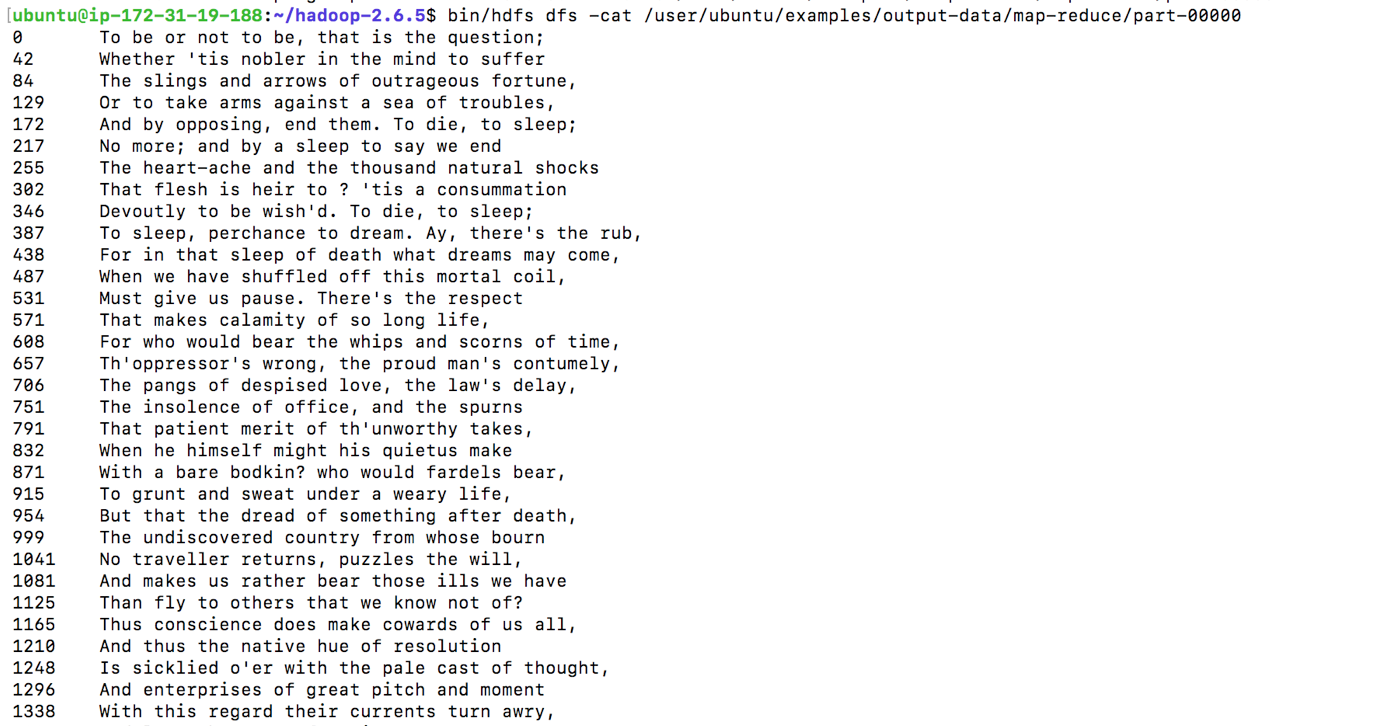 [ubuntu@ip-172-31-19-188:~/hadoop-2.6.5$ bin/hdfs dfs -cat /user/ubuntu/examples/output-data/map-reduce/part-00000
0 To be or not to be, that is the question;
42 Whether 'tis nobler in the mind to suffer
84 The slings and arrows of outrageous fortune,
129 Or to take arms against a sea of troubles,
172 And by opposing, end them. To die, to sleep;
217 No more; and by a sleep to say we end
255 The heart-ache and the thousand natural shocks
302 That flesh is heir to ? 'tis a consummation
346 Devoutly to be wish'd. To die, to sleep;
387 To sleep, perchance to dream. Ay, there's the rub,
438 For in that sleep of death what dreams may come,
487 When we have shuffled off this mortal coil,
531 Must give us pause. There's the respect
571 That makes calamity of so long life,
608 For who would bear the whips and scorns of time,
657 Th'oppressor's wrong, the proud man's contumely,
706 The pangs of despised love, the law's delay,
751 The insolence of office, and the spurns
791 That patient merit of th'unworthy takes,
832 When he himself might his quietus make
871 With a bare bodkin? who would fardels bear,
915 To grunt and sweat under a weary life,
954 But that the dread of something after death,
999 The undiscovered country from whose bourn
1041 No traveller returns, puzzles the will,
1081 And makes us rather bear those ills we have
1125 Than fly to others that we know not of?
1165 Thus conscience does make cowards of us all,
1210 And thus the native hue of resolution
1248 Is sicklied o'er with the pale cast of thought,
1296 And enterprises of great pitch and moment
1338 With this regard their currents turn awry,